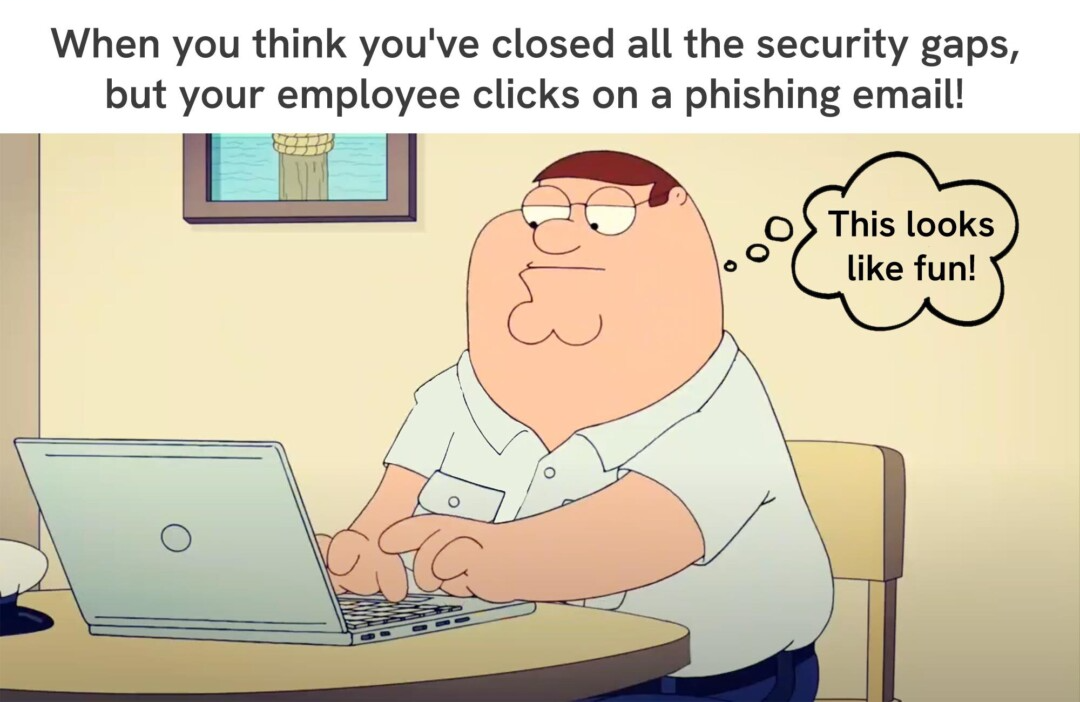 When you think you've closed all the security gaps,
but your employee clicks on a phishing email!
This looks
like fun!